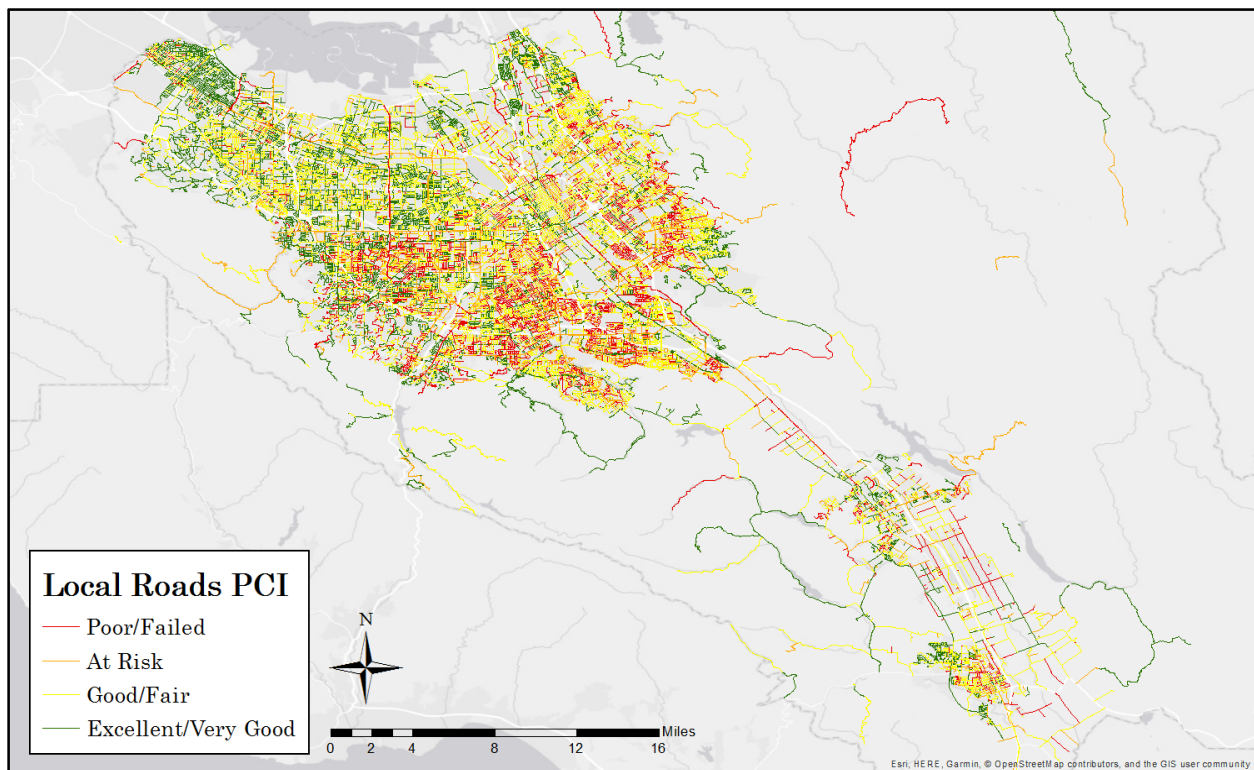 Local Roads PCI
Poor/Failed
At Risk
Good/Fair
Excellent/Very Good
N
Miles
0 2 4 8 12 16
Esri, HERE, Garmin, © OpenStreetMap contributors, and the GIS user community